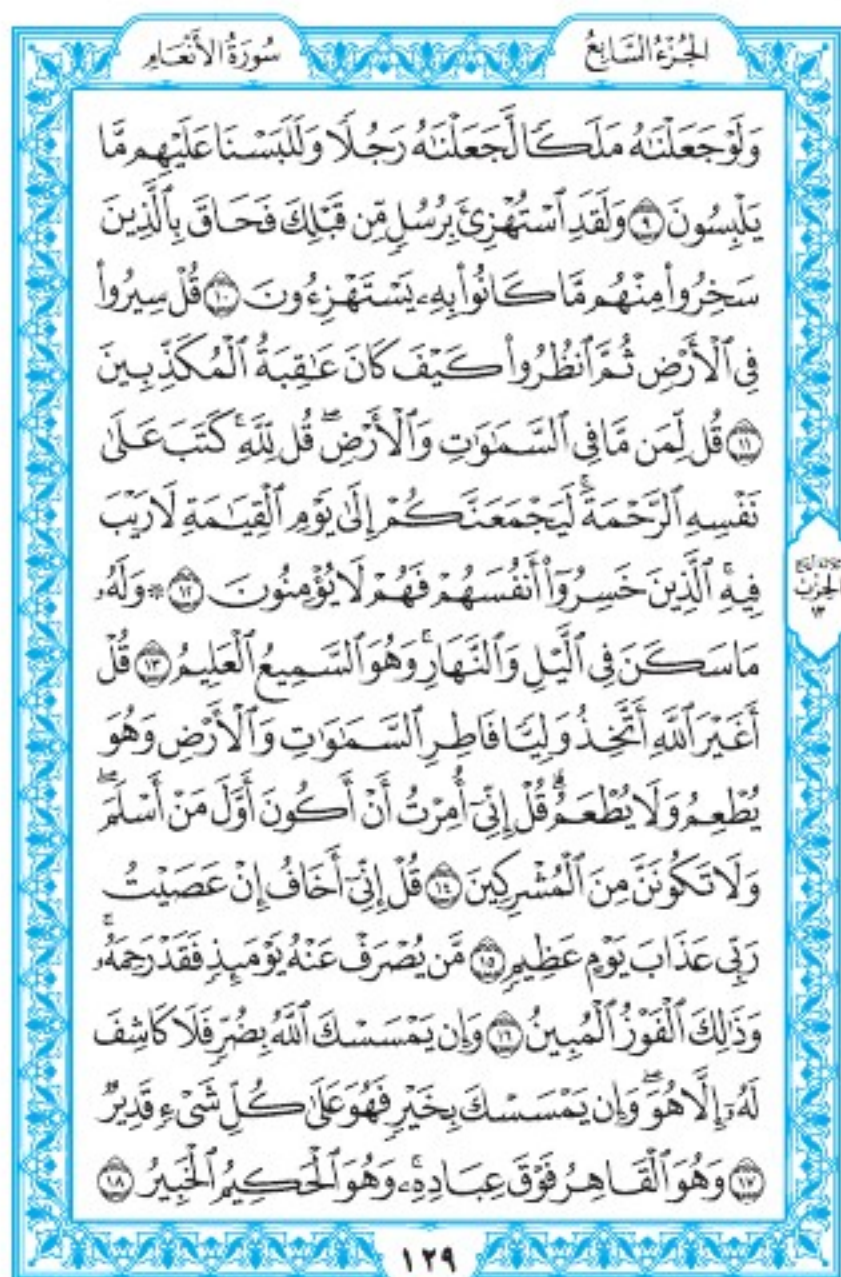 الجُزْءُ السَّابِعُ
سُورَةُ الأَنْعَامِ
وَلَوْ جَعَلْنَٰهُ مَلَكًا لَّجَعَلْنَٰهُ رَجُلًا وَلَلَبَسْنَا عَلَيْهِم مَّا
يَلْبِسُونَ ٩ وَلَقَدِ ٱسْتُهْزِئَ بِرُسُلٍ مِّن قَبْلِكَ فَحَاقَ بِٱلَّذِينَ
سَخِرُوا۟ مِنْهُم مَّا كَانُوا۟ بِهِۦ يَسْتَهْزِءُونَ ١٠ قُلْ سِيرُوا۟
فِى ٱلْأَرْضِ ثُمَّ ٱنظُرُوا۟ كَيْفَ كَانَ عَٰقِبَةُ ٱلْمُكَذِّبِينَ
١١ قُل لِّمَن مَّا فِى ٱلسَّمَٰوَٰتِ وَٱلْأَرْضِ ۖ قُل لِّلَّهِ ۚ كَتَبَ عَلَىٰ
نَفْسِهِ ٱلرَّحْمَةَ ۚ لَيَجْمَعَنَّكُمْ إِلَىٰ يَوْمِ ٱلْقِيَٰمَةِ لَا رَيْبَ
فِيهِ ۚ ٱلَّذِينَ خَسِرُوٓا۟ أَنفُسَهُمْ فَهُمْ لَا يُؤْمِنُونَ ١٢ ۞ وَلَهُۥ
مَا سَكَنَ فِى ٱلَّيْلِ وَٱلنَّهَارِ ۚ وَهُوَ ٱلسَّمِيعُ ٱلْعَلِيمُ ١٣ قُلْ
أَغَيْرَ ٱللَّهِ أَتَّخِذُ وَلِيًّا فَاطِرِ ٱلسَّمَٰوَٰتِ وَٱلْأَرْضِ وَهُوَ
يُطْعِمُ وَلَا يُطْعَمُ ۗ قُلْ إِنِّىٓ أُمِرْتُ أَنْ أَكُونَ أَوَّلَ مَنْ أَسْلَمَ ۖ
وَلَا تَكُونَنَّ مِنَ ٱلْمُشْرِكِينَ ١٤ قُلْ إِنِّىٓ أَخَافُ إِنْ عَصَيْتُ
رَبِّى عَذَابَ يَوْمٍ عَظِيمٍ ١٥ مَّن يُصْرَفْ عَنْهُ يَوْمَئِذٍ فَقَدْ رَحِمَهُۥ ۚ
وَذَٰلِكَ ٱلْفَوْزُ ٱلْمُبِينُ ١٦ وَإِن يَمْسَسْكَ ٱللَّهُ بِضُرٍّ فَلَا كَاشِفَ
لَهُۥٓ إِلَّا هُوَ ۖ وَإِن يَمْسَسْكَ بِخَيْرٍ فَهُوَ عَلَىٰ كُلِّ شَىْءٍ قَدِيرٌ
١٧ وَهُوَ ٱلْقَاهِرُ فَوْقَ عِبَادِهِۦ ۚ وَهُوَ ٱلْحَكِيمُ ٱلْخَبِيرُ ١٨
الحِزْب
١٣
١٢٩